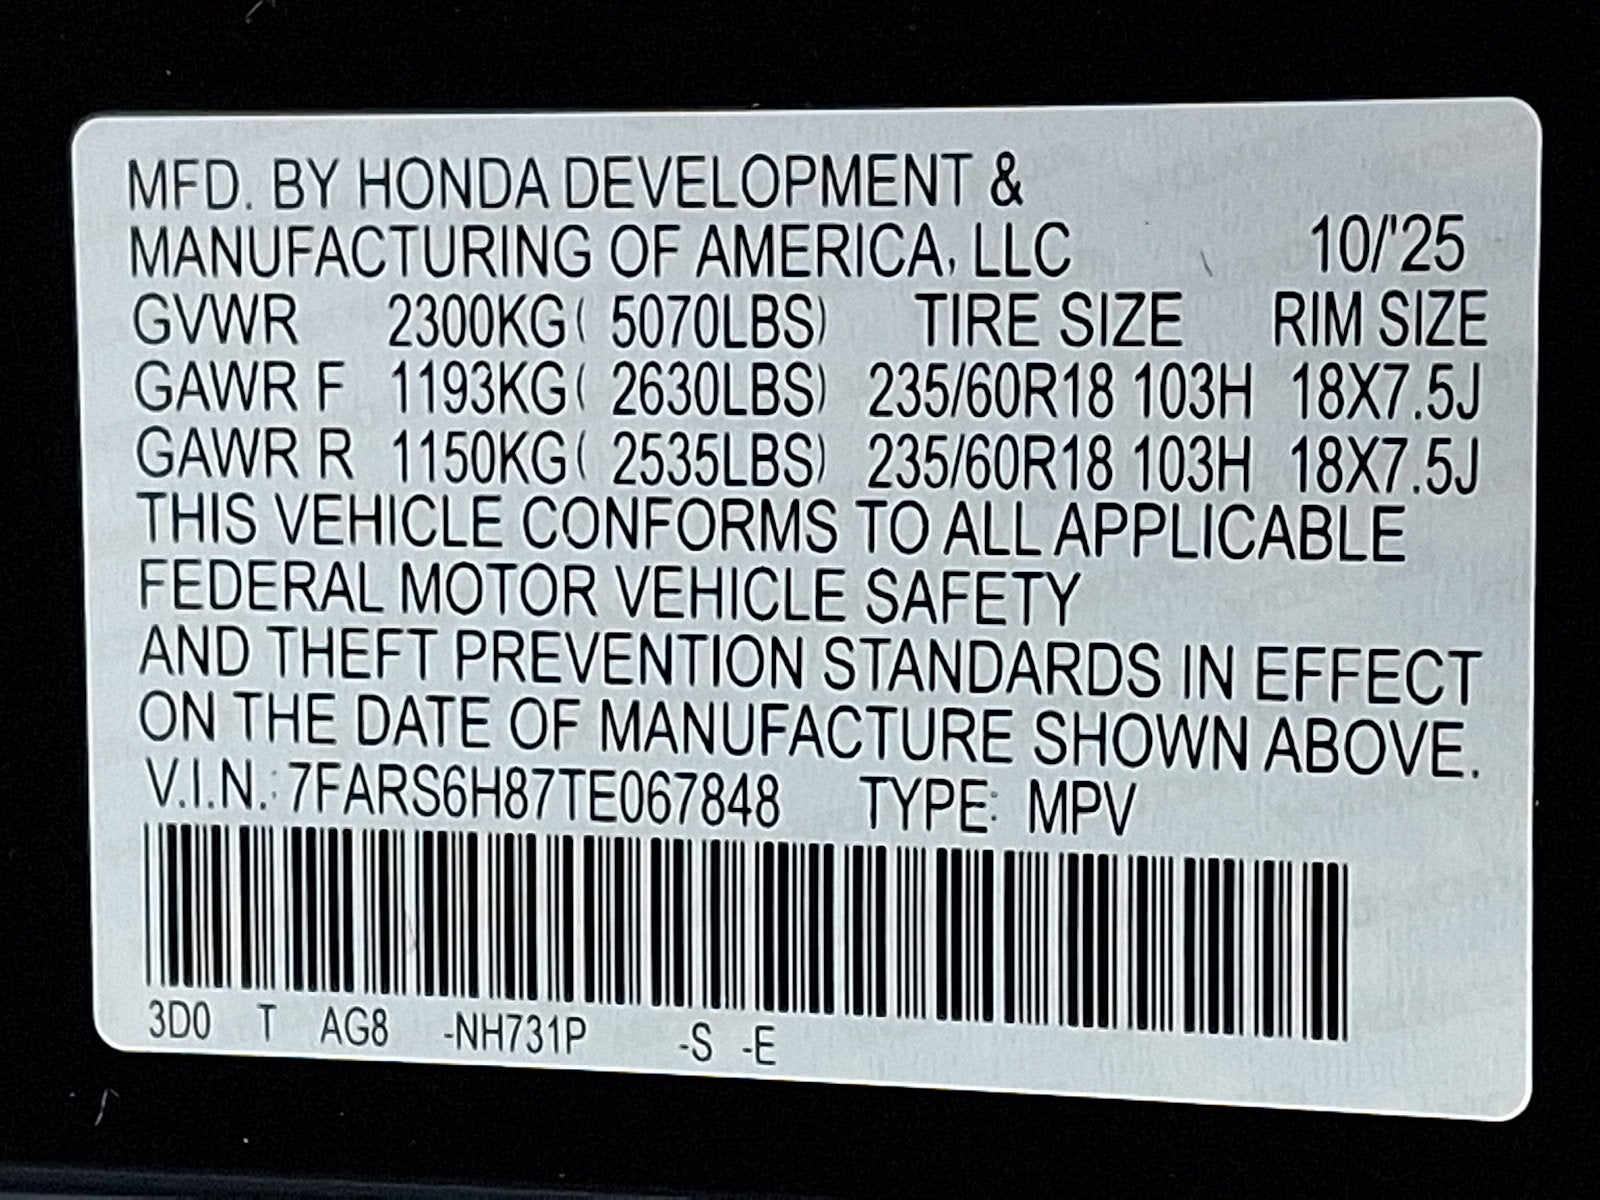 MFD. BY HONDA DEVELOPMENT &
MANUFACTURING OF AMERICA, LLC 10/'25
GVWR 2300KG( 5070LBS) TIRE SIZE RIM SIZE
GAWR F 1193KG( 2630LBS) 235/60R18 103H 18X7.5J
GAWR R 1150KG( 2535LBS) 235/60R18 103H 18X7.5J
THIS VEHICLE CONFORMS TO ALL APPLICABLE
FEDERAL MOTOR VEHICLE SAFETY
AND THEFT PREVENTION STANDARDS IN EFFECT
ON THE DATE OF MANUFACTURE SHOWN ABOVE.
V.I.N.: 7FARS6H87TE067848 TYPE: MPV
3D0 T AG8 -NH731P -S -E